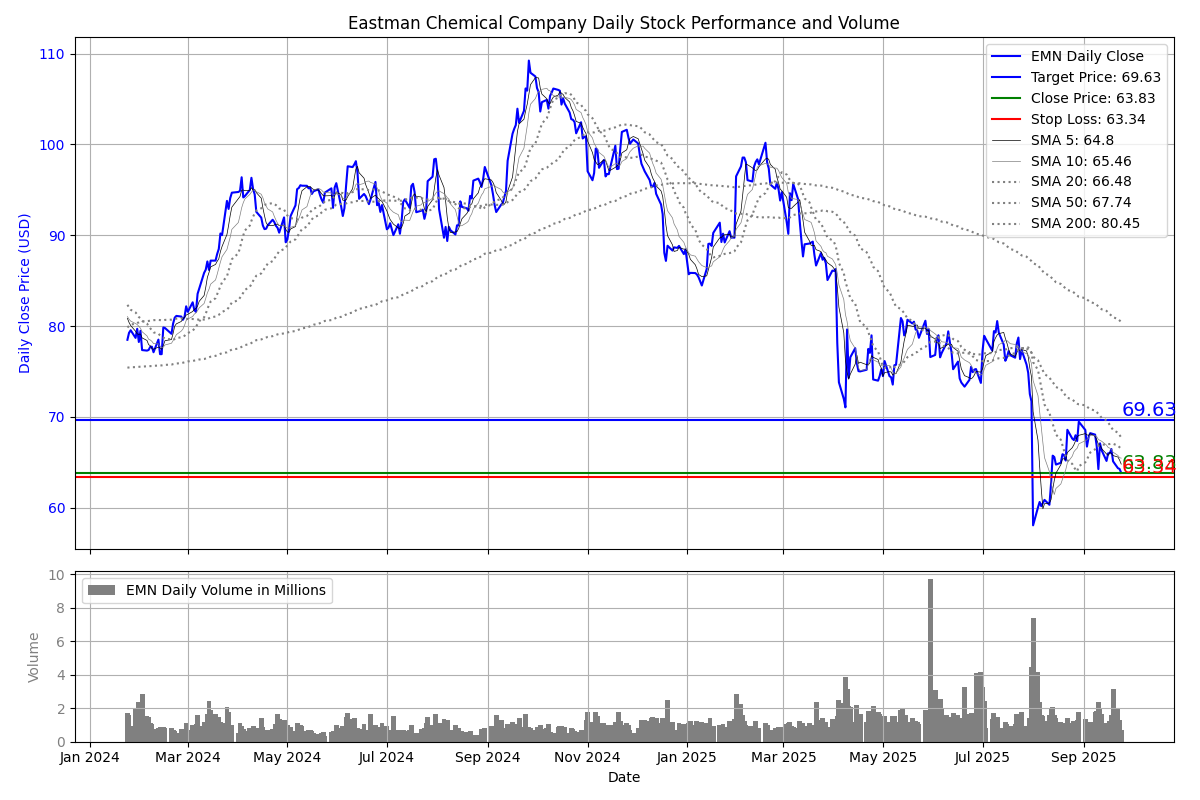 Eastman Chemical Company Daily Stock Performance and Volume
110
100
90
80
70
60
Daily Close Price (USD)
EMN Daily Close
Target Price: 69.63
Close Price: 63.83
Stop Loss: 63.34
SMA 5: 64.8
SMA 10: 65.46
SMA 20: 66.48
SMA 50: 67.74
SMA 200: 80.45
69.63
63.83
63.34
10
8
6
4
2
0
Volume
EMN Daily Volume in Millions
Jan 2024
Mar 2024
May 2024
Jul 2024
Sep 2024
Nov 2024
Jan 2025
Mar 2025
May 2025
Jul 2025
Sep 2025
Date